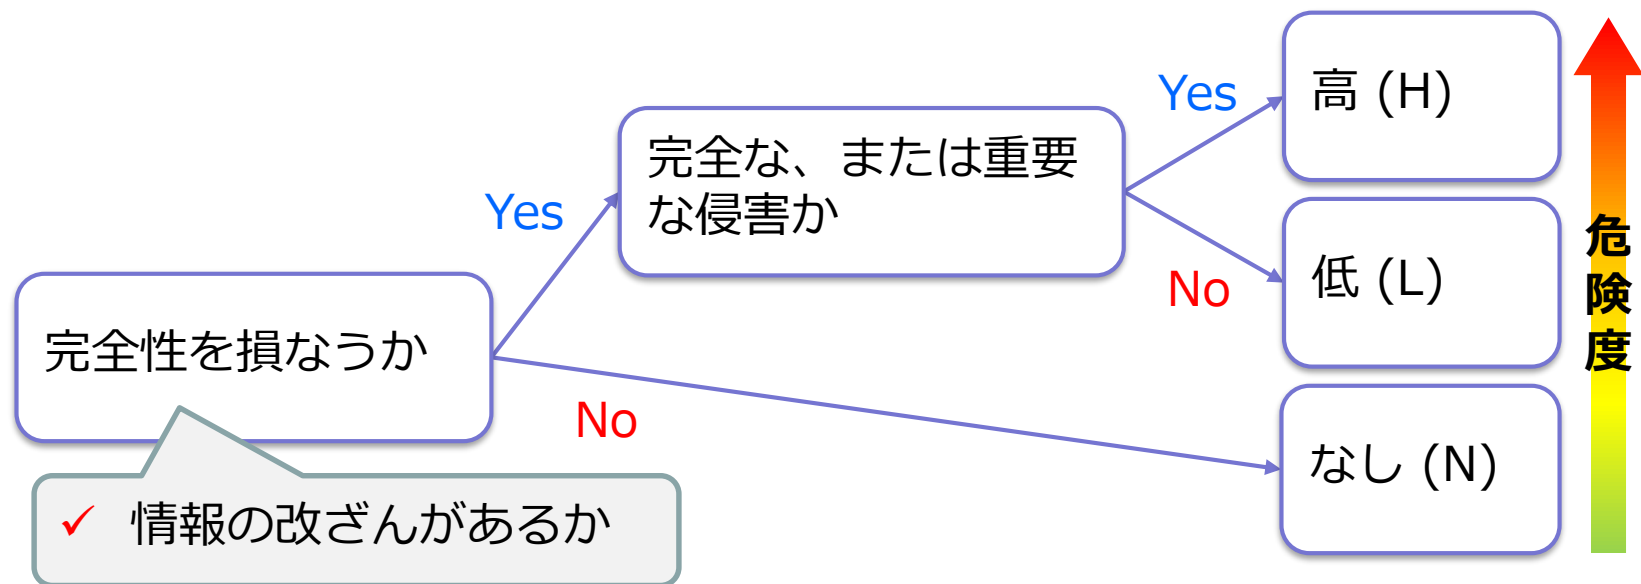 完全性を損なうか
✓ 情報の改ざんがあるか
Yes
No
完全な、または重要
な侵害か
Yes
No
高 (H)
低 (L)
なし (N)
危険度